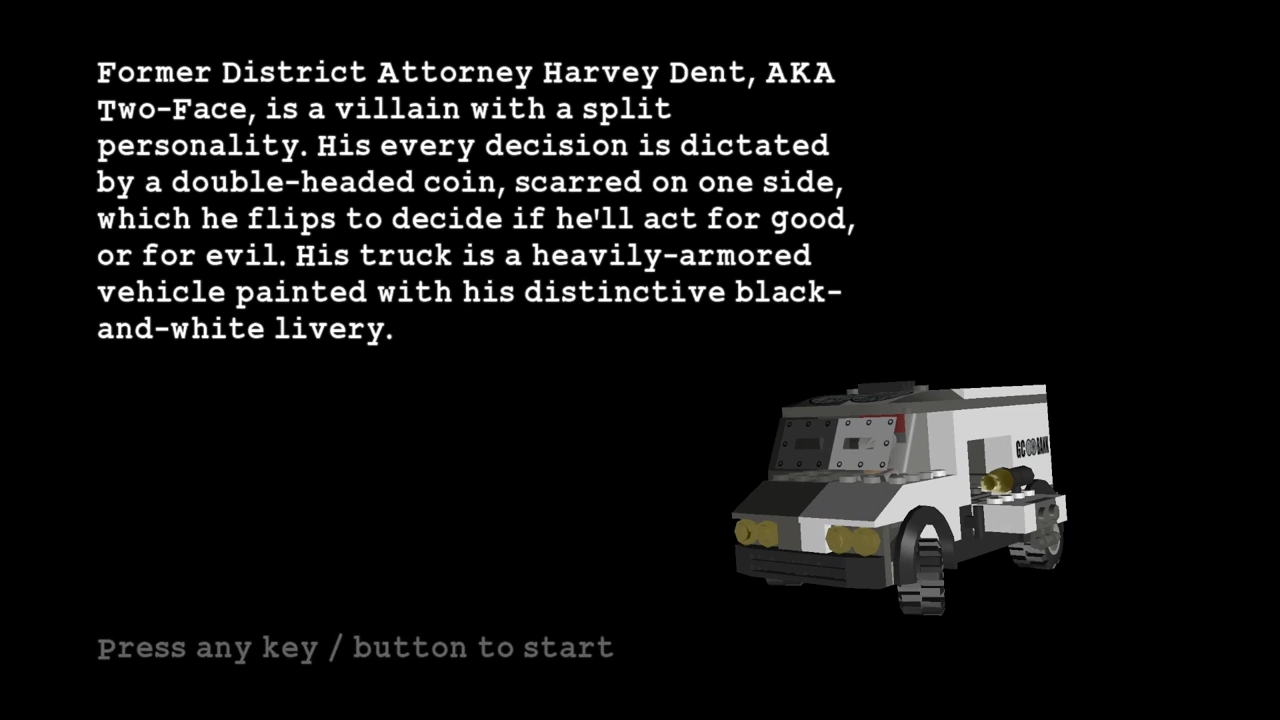 Former District Attorney Harvey Dent, AKA
Two-Face, is a villain with a split
personality. His every decision is dictated
by a double-headed coin, scarred on one side,
which he flips to decide if he'll act for good,
or for evil. His truck is a heavily-armored
vehicle painted with his distinctive black-
and-white livery.
GC BANK
Press any key / button to start